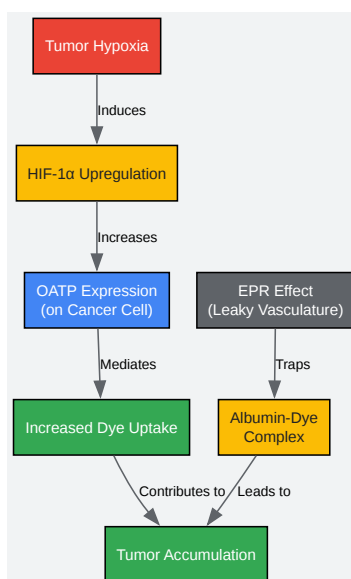 Tumor Hypoxia
Induces
HIF-1α Upregulation
Increases
OATP Expression
(on Cancer Cell)
EPR Effect
(Leaky Vasculature)
Mediates
Traps
Increased Dye Uptake
Albumin-Dye
Complex
Contributes to
Leads to
Tumor Accumulation